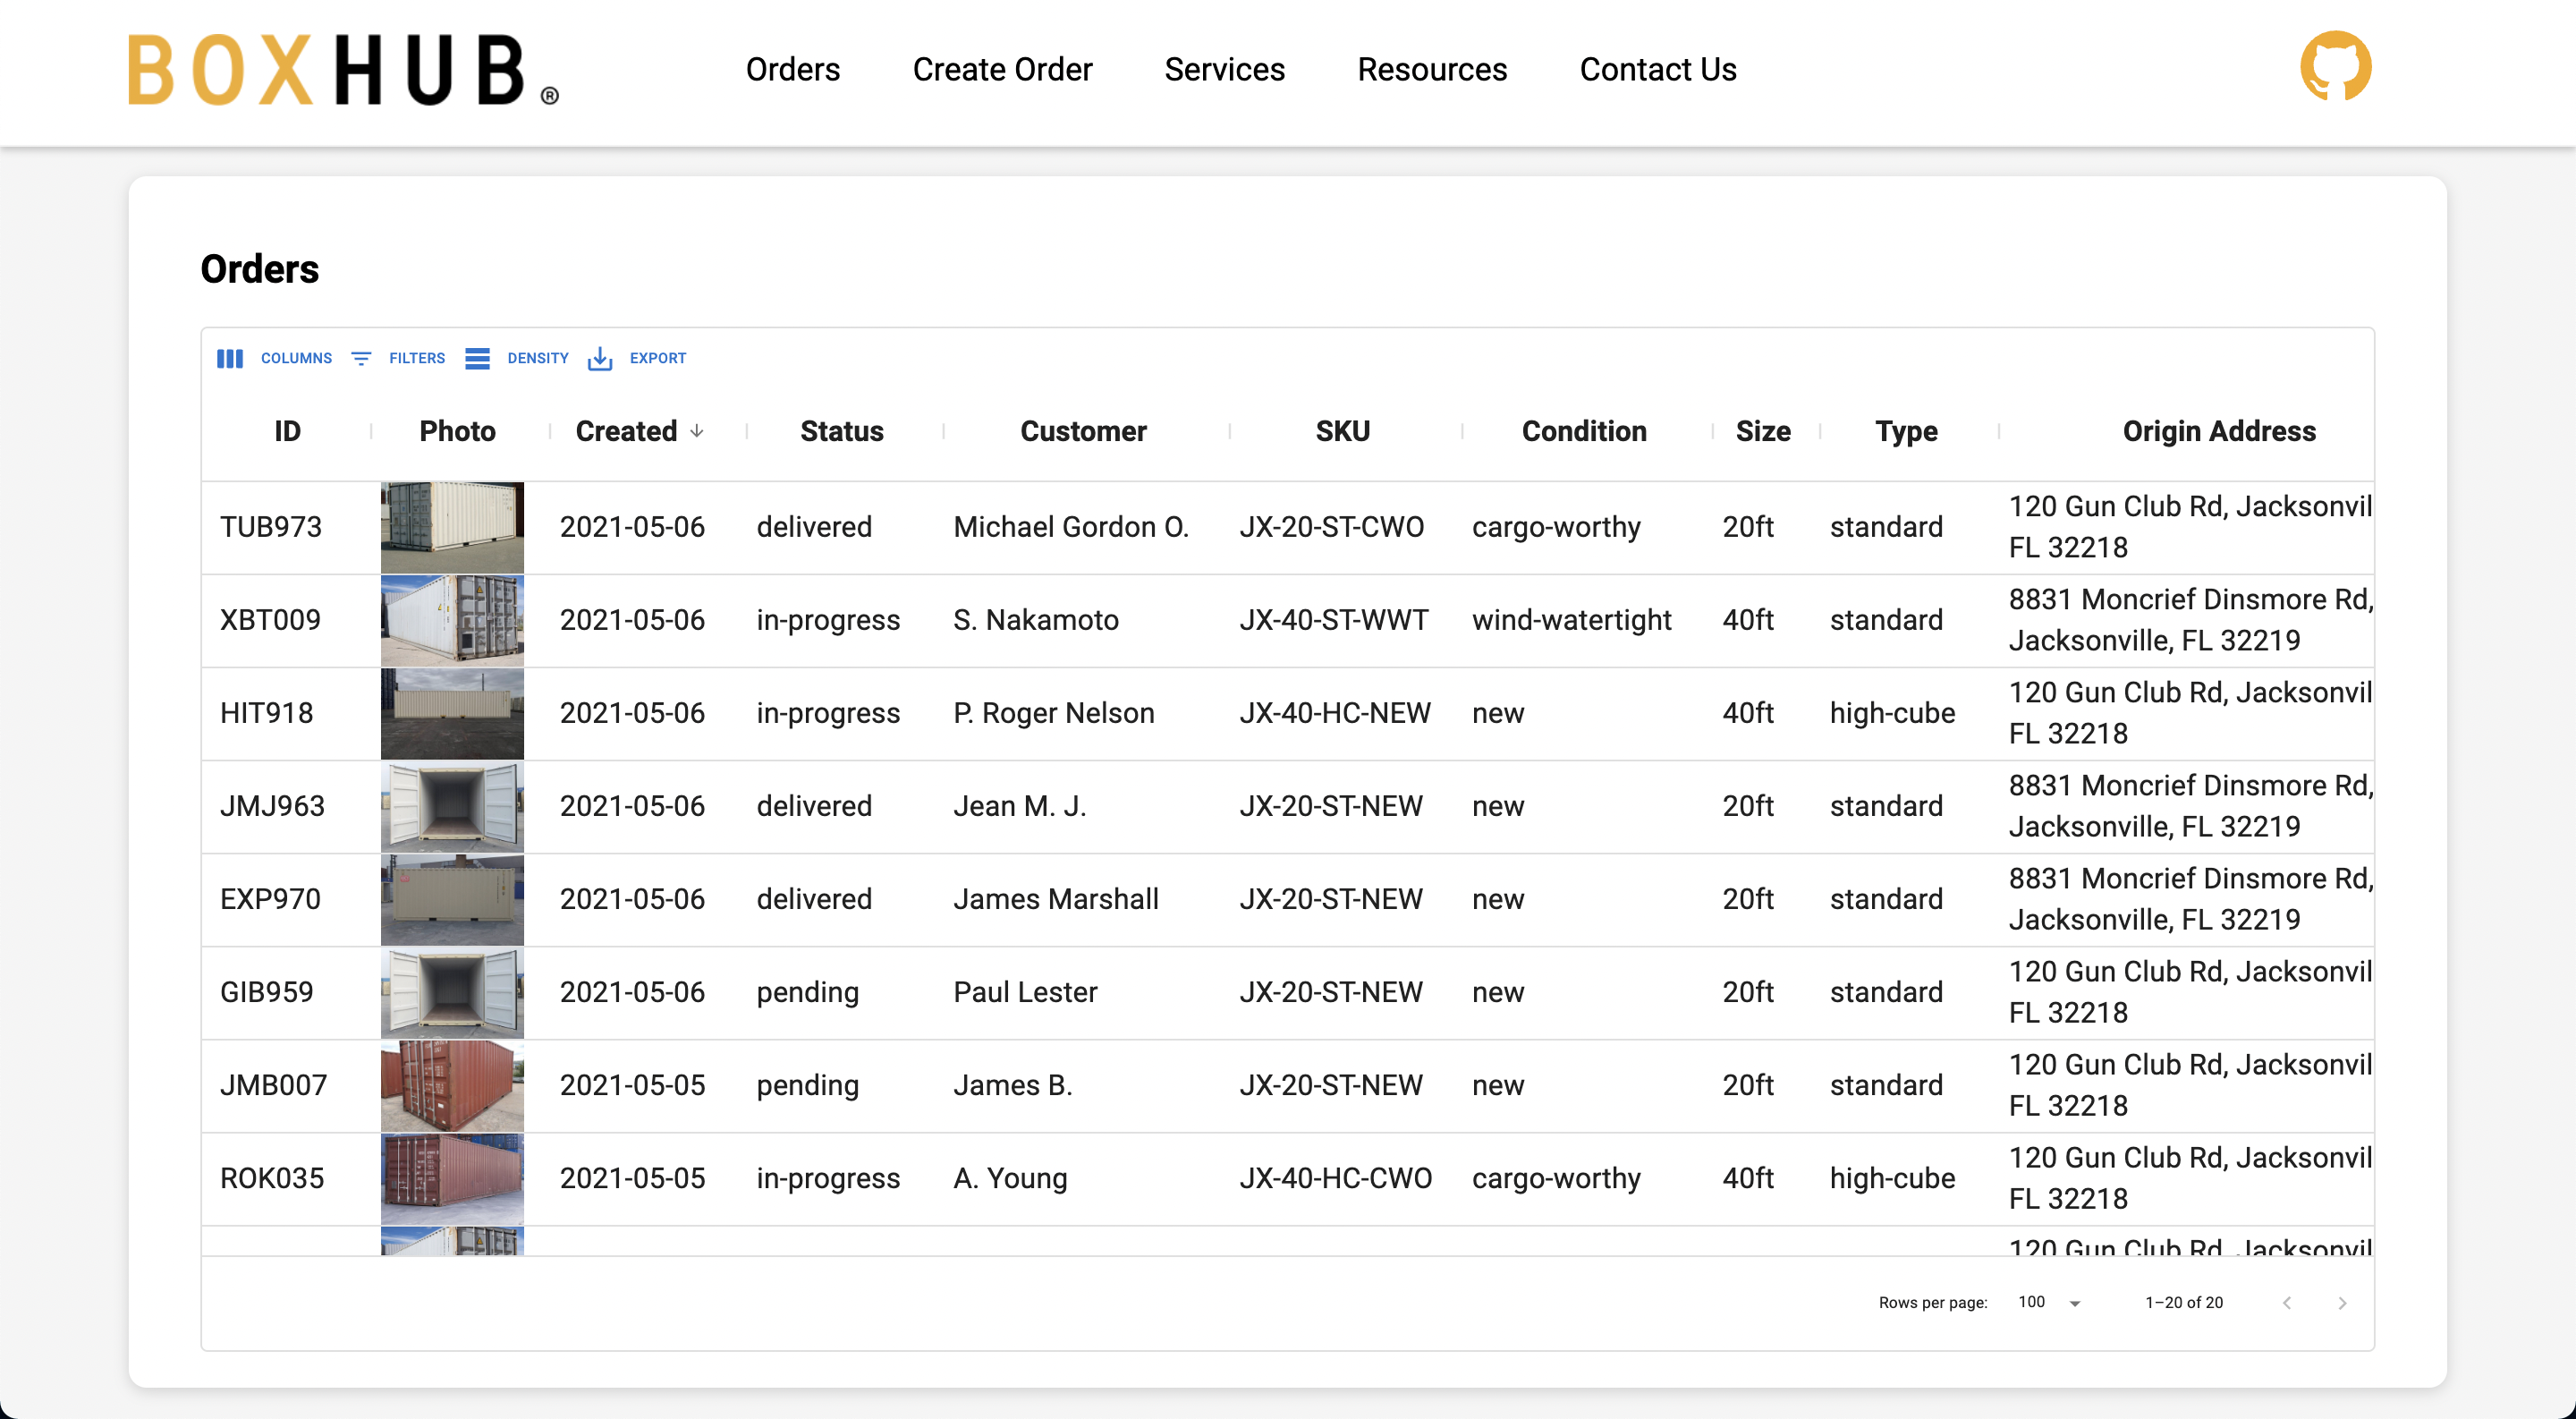 BOXHUB®
Orders Create Order Services Resources Contact Us
Orders
COLUMNS FILTERS DENSITY EXPORT
ID Photo Created Status Customer SKU Condition Size Type Origin Address
TUB973 2021-05-06 delivered Michael Gordon O. JX-20-ST-CWO cargo-worthy 20ft standard 120 Gun Club Rd, Jacksonvil
FL 32218
XBT009 2021-05-06 in-progress S. Nakamoto JX-40-ST-WWT wind-watertight 40ft standard 8831 Moncrief Dinsmore Rd,
Jacksonville, FL 32219
HIT918 2021-05-06 in-progress P. Roger Nelson JX-40-HC-NEW new 40ft high-cube 120 Gun Club Rd, Jacksonvil
FL 32218
JMJ963 2021-05-06 delivered Jean M. J. JX-20-ST-NEW new 20ft standard 8831 Moncrief Dinsmore Rd,
Jacksonville, FL 32219
EXP970 2021-05-06 delivered James Marshall JX-20-ST-NEW new 20ft standard 8831 Moncrief Dinsmore Rd,
Jacksonville, FL 32219
GIB959 2021-05-06 pending Paul Lester JX-20-ST-NEW new 20ft standard 120 Gun Club Rd, Jacksonvil
FL 32218
JMB007 2021-05-05 pending James B. JX-20-ST-NEW new 20ft standard 120 Gun Club Rd, Jacksonvil
FL 32218
ROK035 2021-05-05 in-progress A. Young JX-40-HC-CWO cargo-worthy 40ft high-cube 120 Gun Club Rd, Jacksonvil
FL 32218
120 Gun Club Rd, Jacksonvil
Rows per page: 100 1–20 of 20